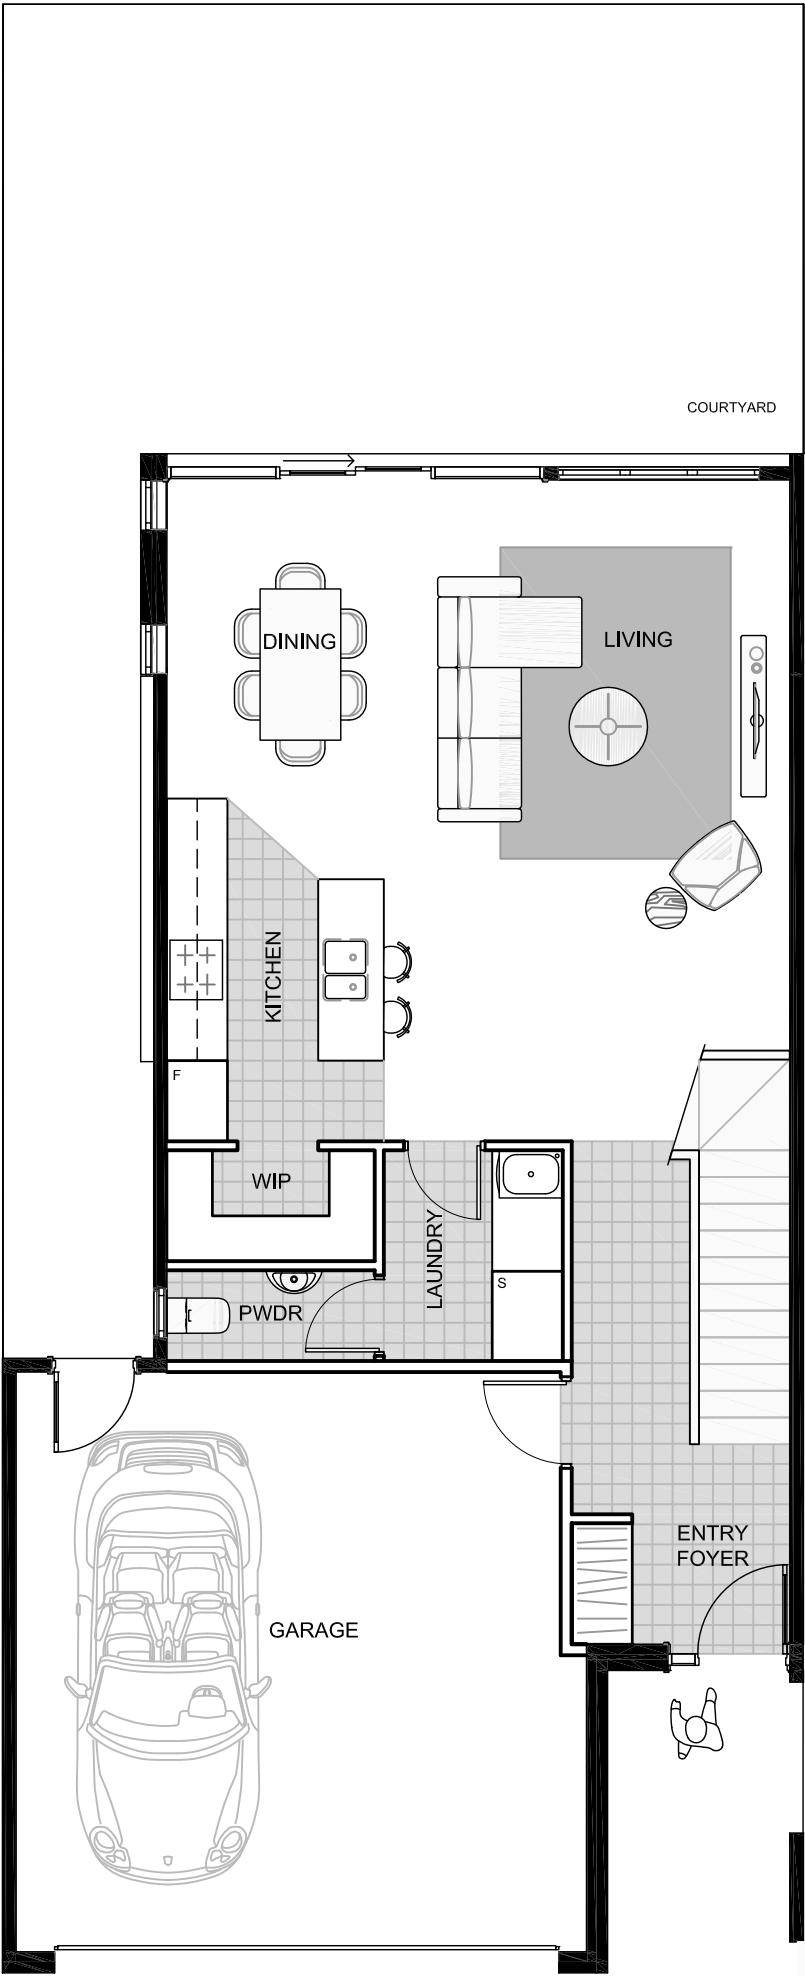 COURTYARD
DINING
LIVING
KITCHEN
F
WIP
LAUNDRY
S
PWDR
ENTRY
FOYER
GARAGE